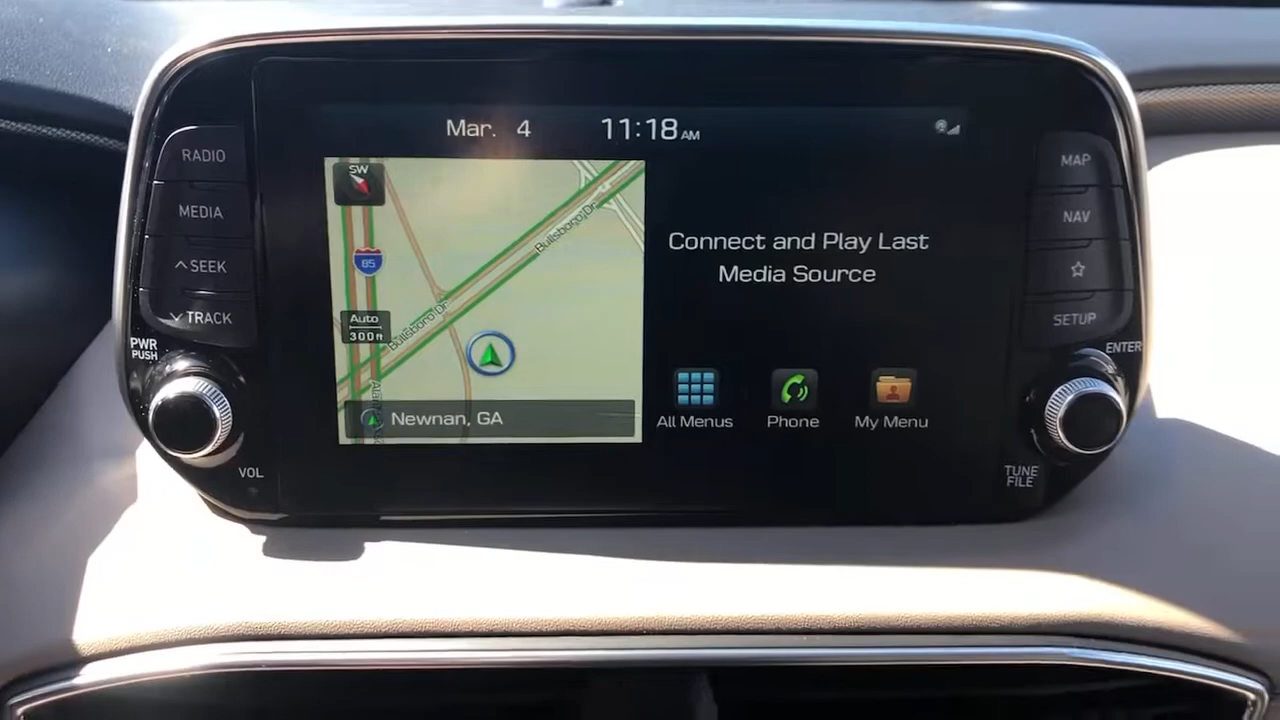 Mar. 4
11:18 AM
RADIO
MEDIA
SEEK
TRACK
PWR
PUSH
VOL
SW
85
Auto
300ft
Bullsboro Dr
Bullsboro Dr
Newnan, GA
Connect and Play Last
Media Source
All Menus
Phone
My Menu
MAP
NAV
SETUP
ENTER
TUNE
FILE